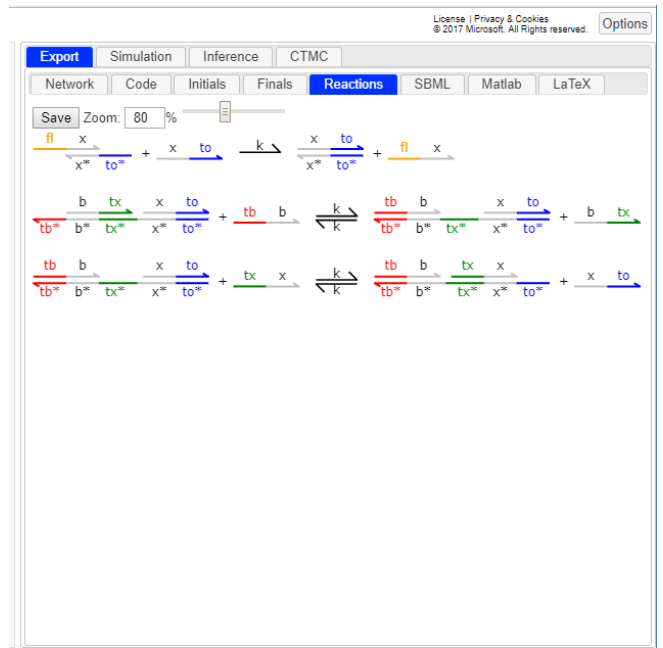 License | Privacy & Cookies
© 2017 Microsoft. All Rights reserved.
Options
Export Simulation Inference CTMC
Network Code Initials Finals Reactions SBML Matlab LaTeX
Save Zoom: 80 %
fl x x to fl x
+ x to k +
x* to* x* to*
b tx x to tb b x to
+ tb b k + b tx
tb* b* tx* x* to* k tb* b* tx* x* to*
tb b x to tb b tx x
+ tx x k + x to
tb* b* tx* x* to* k tb* b* tx* x* to*